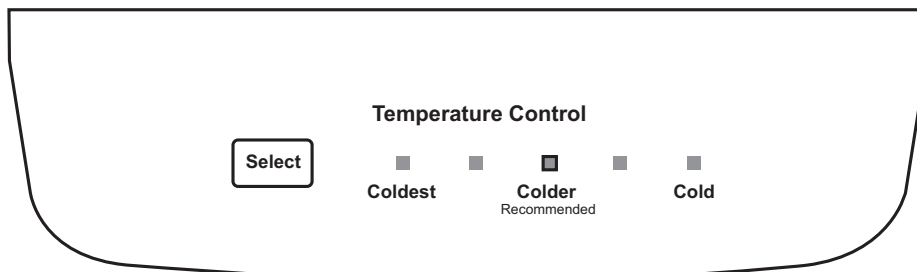 Temperature Control
Select
Coldest Colder Cold
Recommended